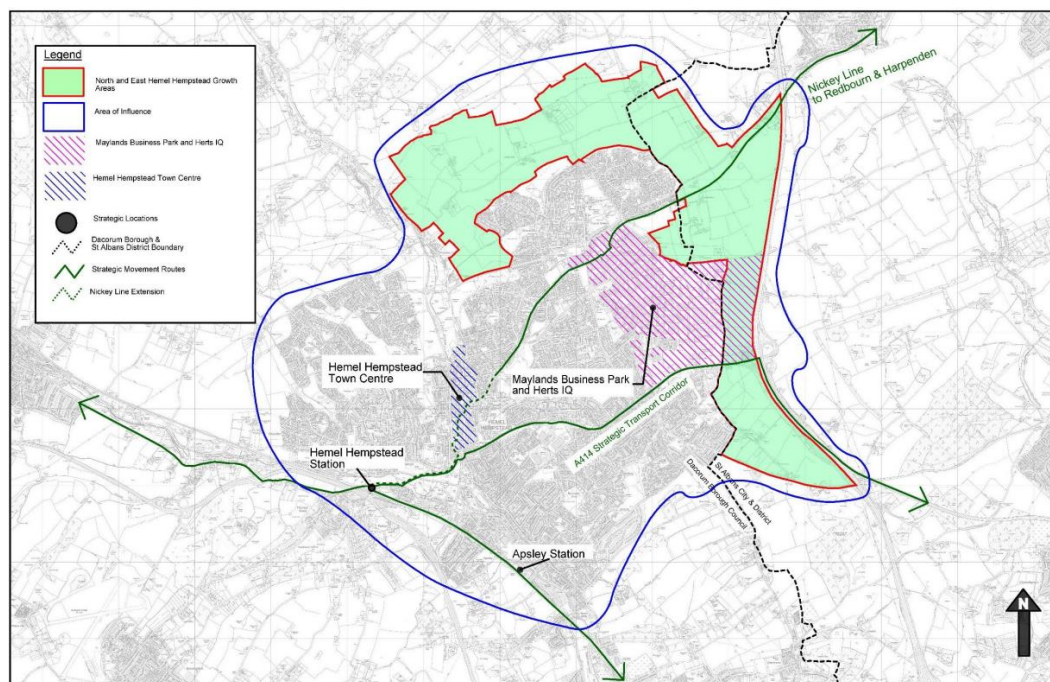 Legend
North and East Hemel Hempstead Growth
Areas
Area of Influence
Maylands Business Park and Herts IQ
Hemel Hempstead Town Centre
Strategic Locations
Dacorum Borough &
St Albans District Boundary
Strategic Movement Routes
Nickey Line Extension
Nickey Line
to Redbourn & Harpenden
Hemel Hempstead
Town Centre
Maylands Business Park
and Herts IQ
A414 Strategic Transport Corridor
HEMEL
HEMPSTEAD
Hemel Hempstead
Station
St Albans City & District
Dacorum Borough Council
Apsley Station
N